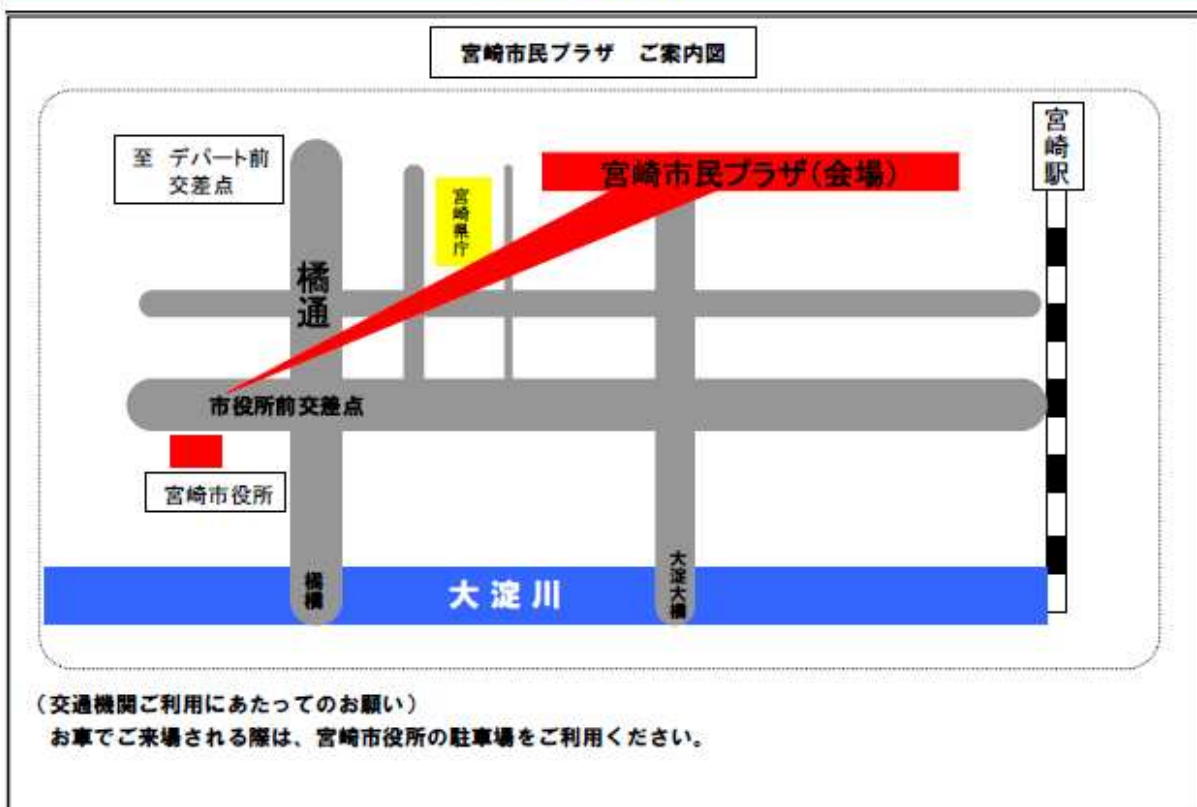 宮崎市民プラザ ご案内図
至 デパート前
交差点
橘通
宮崎県庁
宮崎市民プラザ(会場)
宮崎駅
市役所前交差点
宮崎市役所
橘橋
大淀川
大淀大橋
(交通機関ご利用にあたってのお願い)
お車でご来場される際は、宮崎市役所の駐車場をご利用ください。